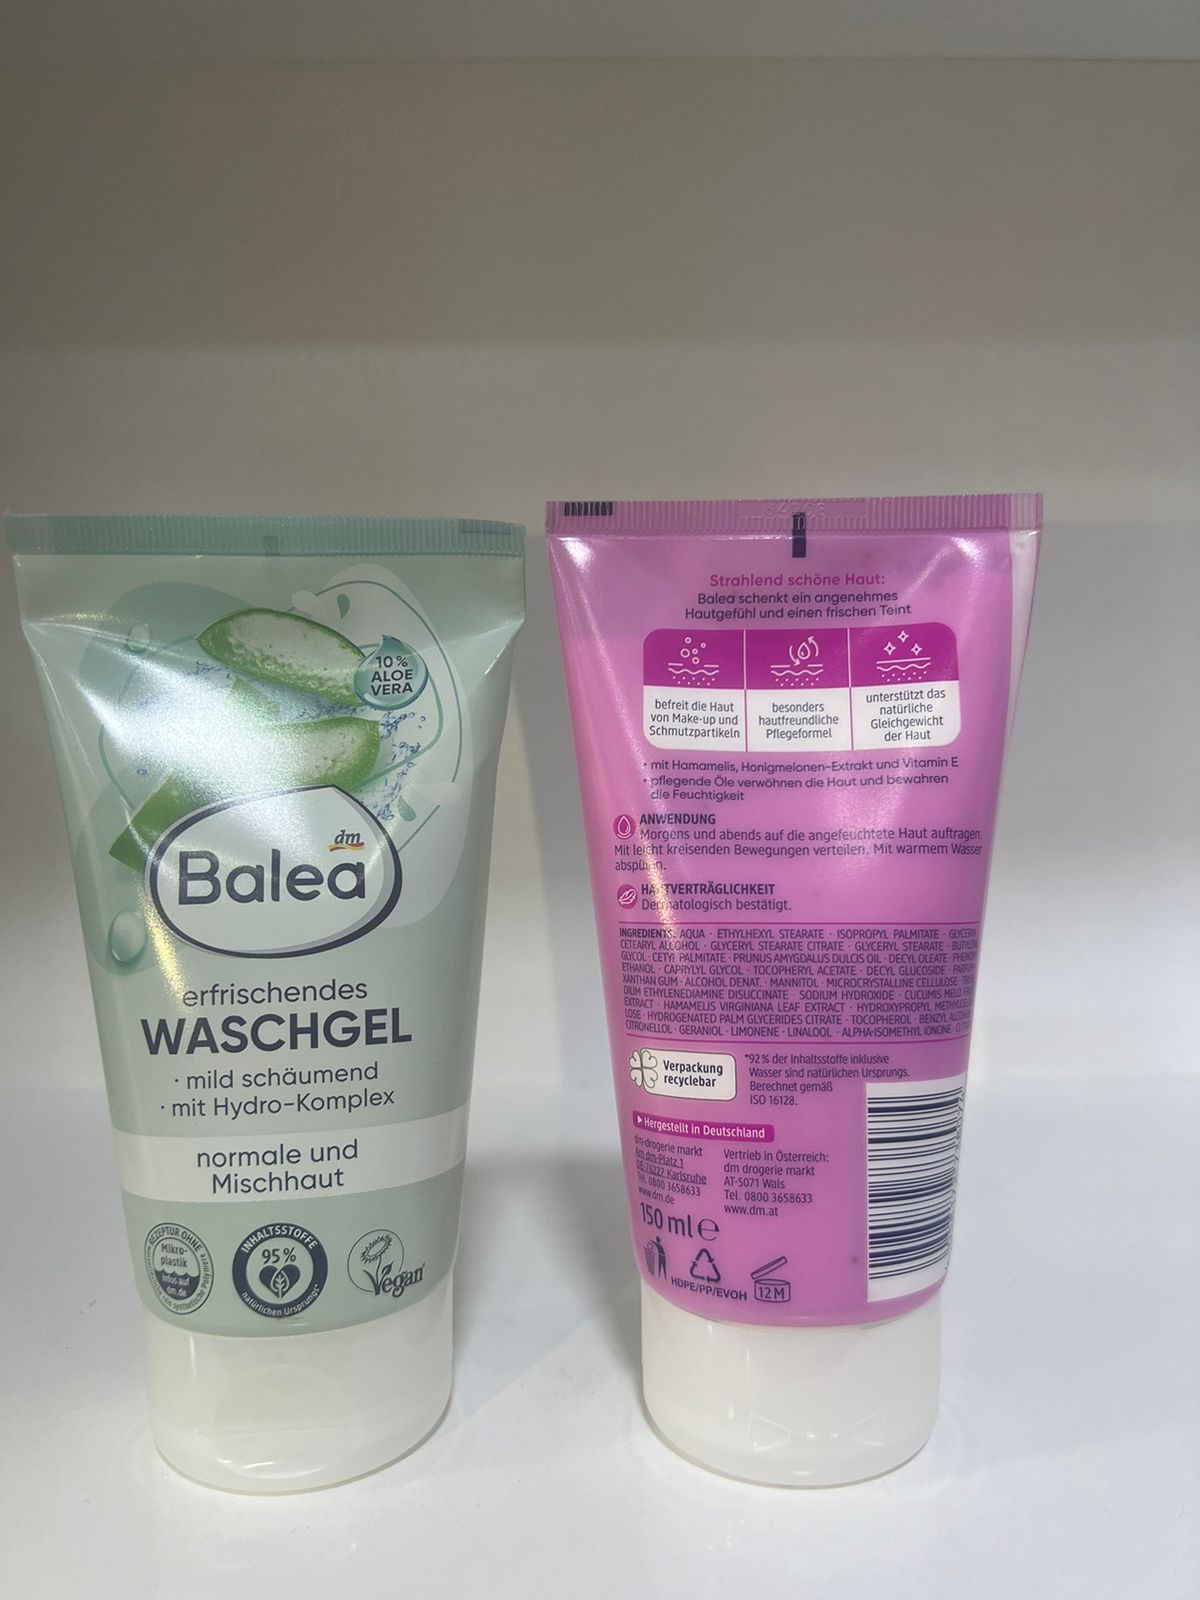 10%
ALOE
VERA
dm
Balea
erfrischendes
WASCHGEL
· mild schäumend
· mit Hydro-Komplex
normale und
Mischhaut
REZEPTUR OHNE
Mikro-
plastik
Infos auf
dm.de
INHALTSSTOFFE
95%
natürlichen Ursprungs*
Vegan
Strahlend schöne Haut:
Balea schenkt ein angenehmes
Hautgefühl und einen frischen Teint
befreit die Haut
von Make-up und
Schmutzpartikeln
besonders
hautfreundliche
Pflegeformel
unterstützt das
natürliche
Gleichgewicht
der Haut
• mit Hamamelis, Honigmelonen-Extrakt und Vitamin E
• pflegende Öle verwöhnen die Haut und bewahren
die Feuchtigkeit
ANWENDUNG
Morgens und abends auf die angefeuchtete Haut auftragen.
Mit leicht kreisenden Bewegungen verteilen. Mit warmem Wasser
abspülen.
HAUTVERTRÄGLICHKEIT
Dermatologisch bestätigt.
INGREDIENTS: AQUA · ETHYLHEXYL STEARATE · ISOPROPYL PALMITATE · GLYCERIN
CETEARYL ALCOHOL · GLYCERYL STEARATE CITRATE · GLYCERYL STEARATE · BUTYLENE
GLYCOL · CETYL PALMITATE · PRUNUS AMYGDALUS DULCIS OIL · DECYL OLEATE · PHENOXY
ETHANOL · CAPRYLYL GLYCOL · TOCOPHERYL ACETATE · DECYL GLUCOSIDE · PARFUM
XANTHAN GUM · ALCOHOL DENAT. · MANNITOL · MICROCRYSTALLINE CELLULOSE · TRISO
DIUM ETHYLENEDIAMINE DISUCCINATE · SODIUM HYDROXIDE · CUCUMIS MELO FRUIT
EXTRACT · HAMAMELIS VIRGINIANA LEAF EXTRACT · HYDROXYPROPYL METHYLCELLU
LOSE · HYDROGENATED PALM GLYCERIDES CITRATE · TOCOPHEROL · BENZYL ALCOHOL
CITRONELLOL · GERANIOL · LIMONENE · LINALOOL · ALPHA-ISOMETHYL IONONE
Verpackung
recyclebar
*92% der Inhaltsstoffe inklusive
Wasser sind natürlichen Ursprungs.
Berechnet gemäß
ISO 16128.
Hergestellt in Deutschland
dm-drogerie markt
Am dm-Platz 1
DE-76227 Karlsruhe
Tel. 0800 3658633
www.dm.de
Vertrieb in Österreich:
dm drogerie markt
AT-5071 Wals
Tel. 0800 3658633
www.dm.at
150 ml e
HDPE/PP/EVOH
12 M